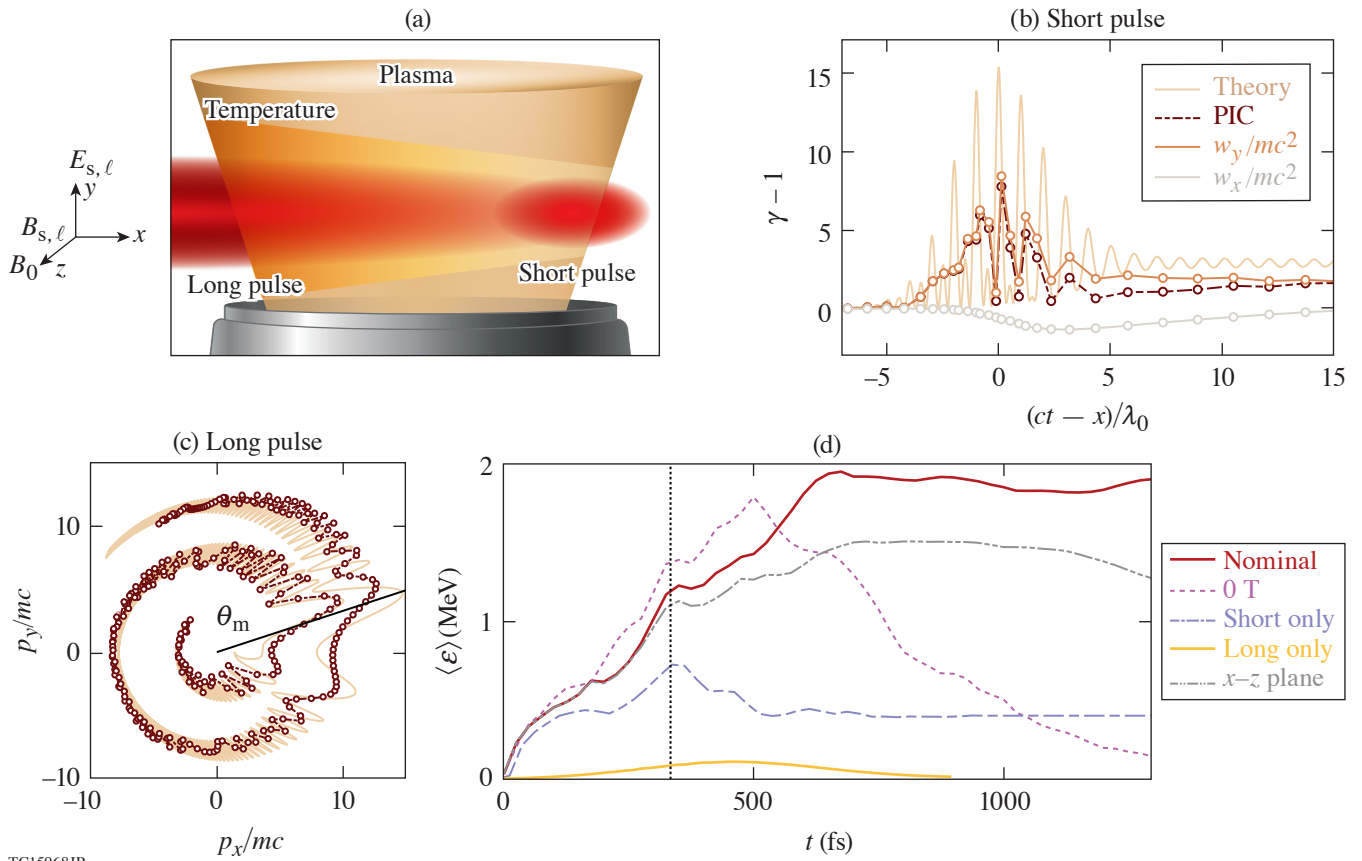 (a)
Plasma
Temperature
E_{s, ℓ}
y
B_{s, ℓ}
x
B_0
z
Long pulse
Short pulse
(b) Short pulse
γ – 1
15
10
5
0
Theory
PIC
w_y/mc^2
w_x/mc^2
–5 0 5 10 15
(ct – x)/λ_0
(c) Long pulse
p_y/mc
10
0
–10
θ_m
–10 0 10
p_x/mc
(d)
⟨ε⟩(MeV)
2
1
0
0 500 1000
t (fs)
Nominal
0 T
Short only
Long only
x–z plane